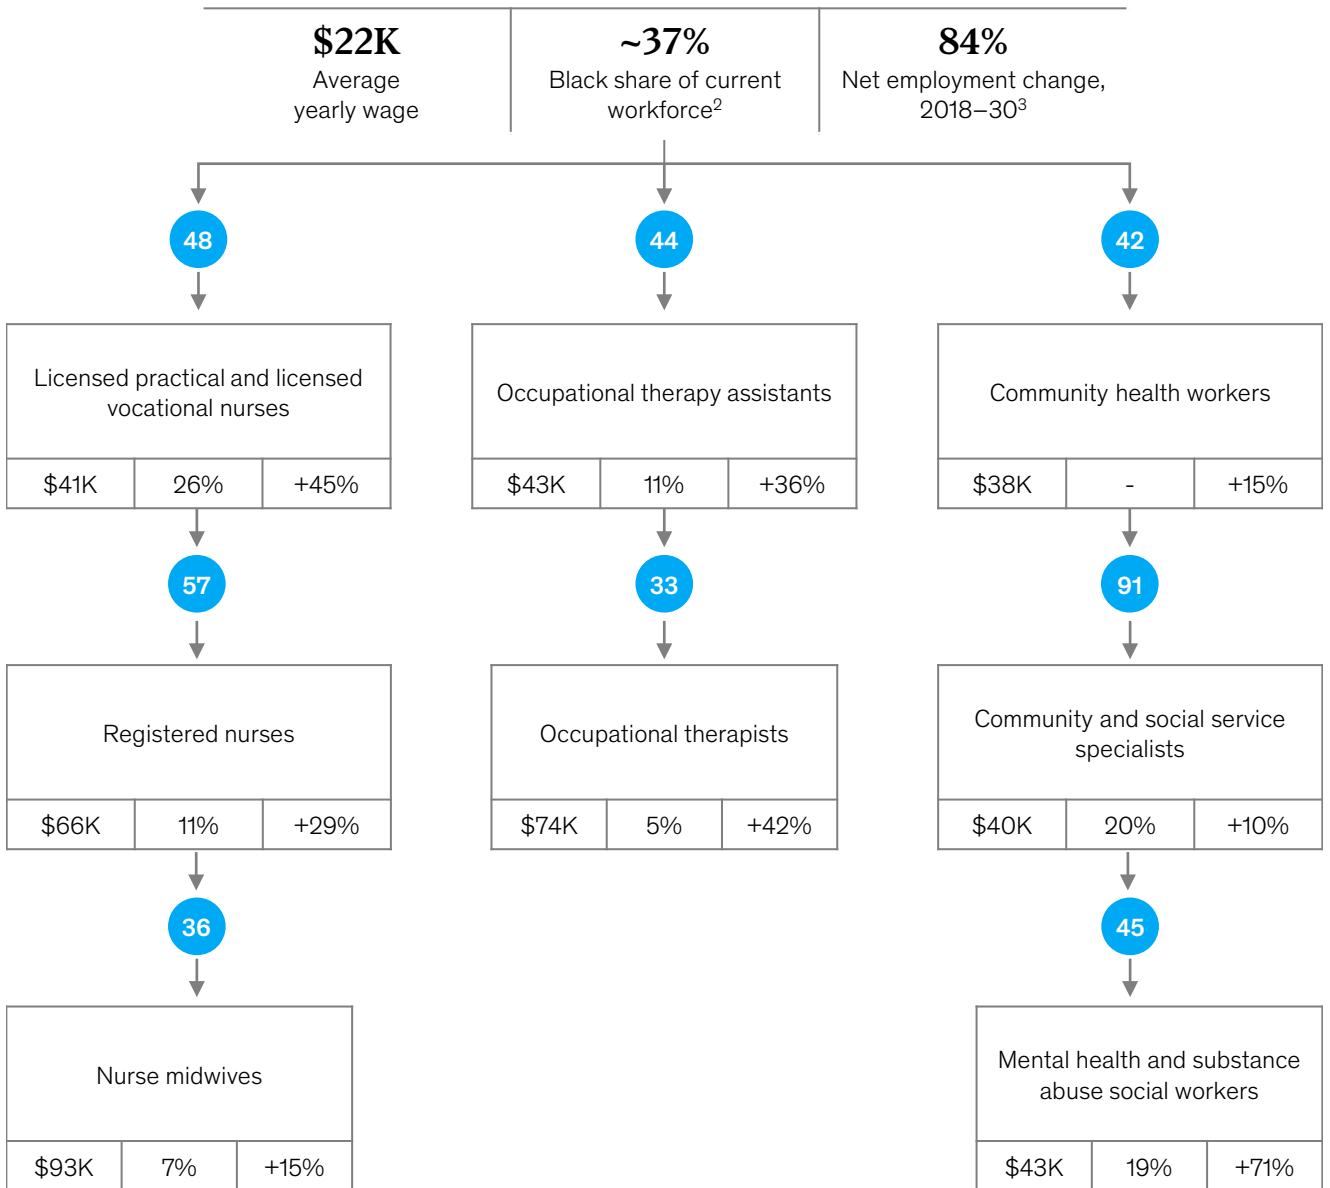 $22K
Average
yearly wage
~37%
Black share of current
workforce²
84%
Net employment change,
2018–30³
48
44
42
Licensed practical and licensed
vocational nurses
$41K 26% +45%
Occupational therapy assistants
$43K 11% +36%
Community health workers
$38K - +15%
57
33
91
Registered nurses
$66K 11% +29%
Occupational therapists
$74K 5% +42%
Community and social service
specialists
$40K 20% +10%
36
45
Nurse midwives
$93K 7% +15%
Mental health and substance
abuse social workers
$43K 19% +71%